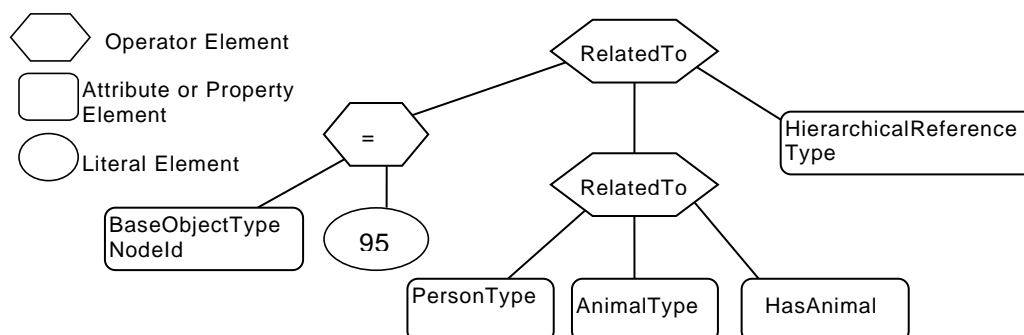 Operator Element
Attribute or Property
Element
Literal Element
RelatedTo
=
HierarchicalReference
Type
RelatedTo
BaseObjectType
NodeId
95
PersonType
AnimalType
HasAnimal